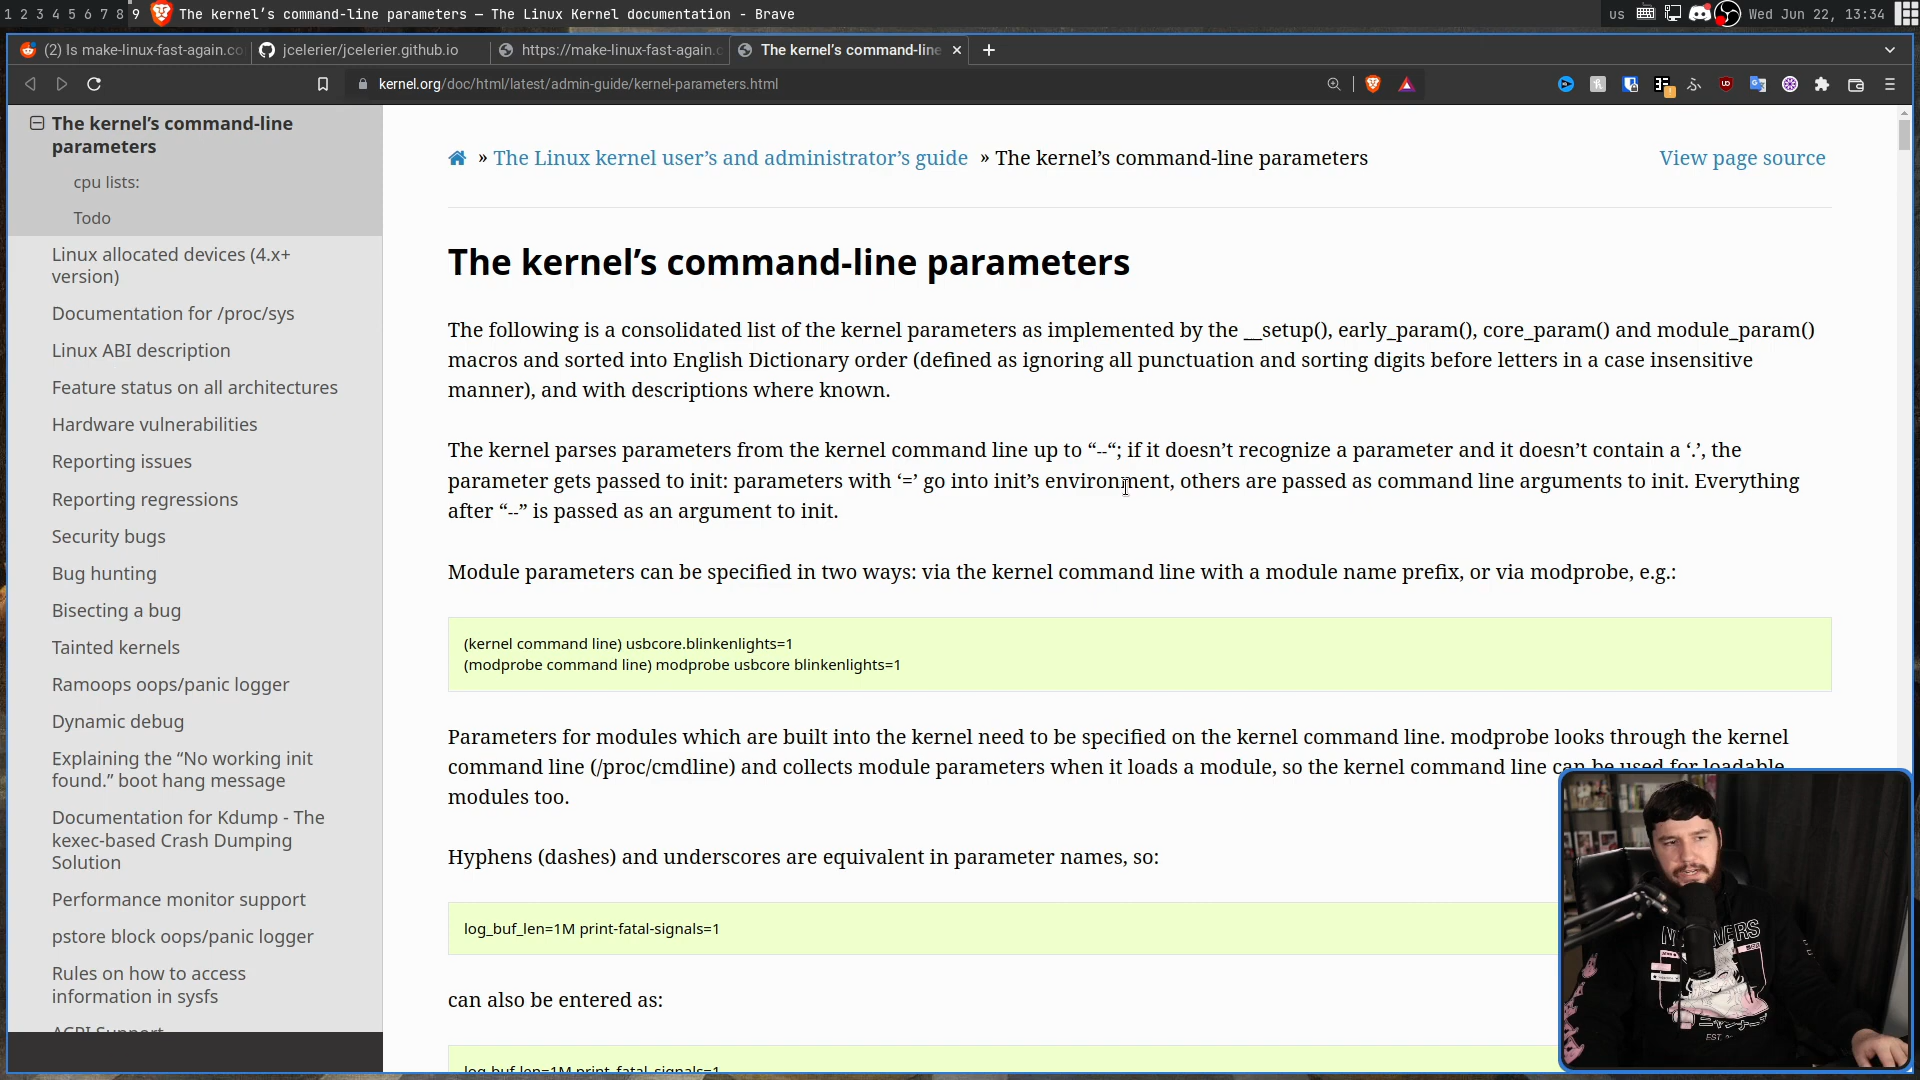 1 2 3 4 5 6 7 8 9 The kernel’s command-line parameters — The Linux Kernel documentation - Brave
us Wed Jun 22, 13:34
(2) Is make-linux-fast-again.co
jcelerier/jcelerier.github.io
https://make-linux-fast-again.c
The kernel’s command-line
kernel.org/doc/html/latest/admin-guide/kernel-parameters.html
The kernel’s command-line
parameters
cpu lists:
Todo
Linux allocated devices (4.x+
version)
Documentation for /proc/sys
Linux ABI description
Feature status on all architectures
Hardware vulnerabilities
Reporting issues
Reporting regressions
Security bugs
Bug hunting
Bisecting a bug
Tainted kernels
Ramoops oops/panic logger
Dynamic debug
Explaining the “No working init
found.” boot hang message
Documentation for Kdump - The
kexec-based Crash Dumping
Solution
Performance monitor support
pstore block oops/panic logger
Rules on how to access
information in sysfs
ACPI Support
» The Linux kernel user’s and administrator’s guide » The kernel’s command-line parameters
View page source
The kernel’s command-line parameters
The following is a consolidated list of the kernel parameters as implemented by the __setup(), early_param(), core_param() and module_param()
macros and sorted into English Dictionary order (defined as ignoring all punctuation and sorting digits before letters in a case insensitive
manner), and with descriptions where known.
The kernel parses parameters from the kernel command line up to “--“; if it doesn’t recognize a parameter and it doesn’t contain a ‘.’, the
parameter gets passed to init: parameters with ‘=’ go into init’s environment, others are passed as command line arguments to init. Everything
after “--” is passed as an argument to init.
Module parameters can be specified in two ways: via the kernel command line with a module name prefix, or via modprobe, e.g.:
(kernel command line) usbcore.blinkenlights=1
(modprobe command line) modprobe usbcore blinkenlights=1
Parameters for modules which are built into the kernel need to be specified on the kernel command line. modprobe looks through the kernel
command line (/proc/cmdline) and collects module parameters when it loads a module, so the kernel command line can be used for loadable
modules too.
Hyphens (dashes) and underscores are equivalent in parameter names, so:
log_buf_len=1M print-fatal-signals=1
can also be entered as:
log-buf-len=1M print_fatal_signals=1